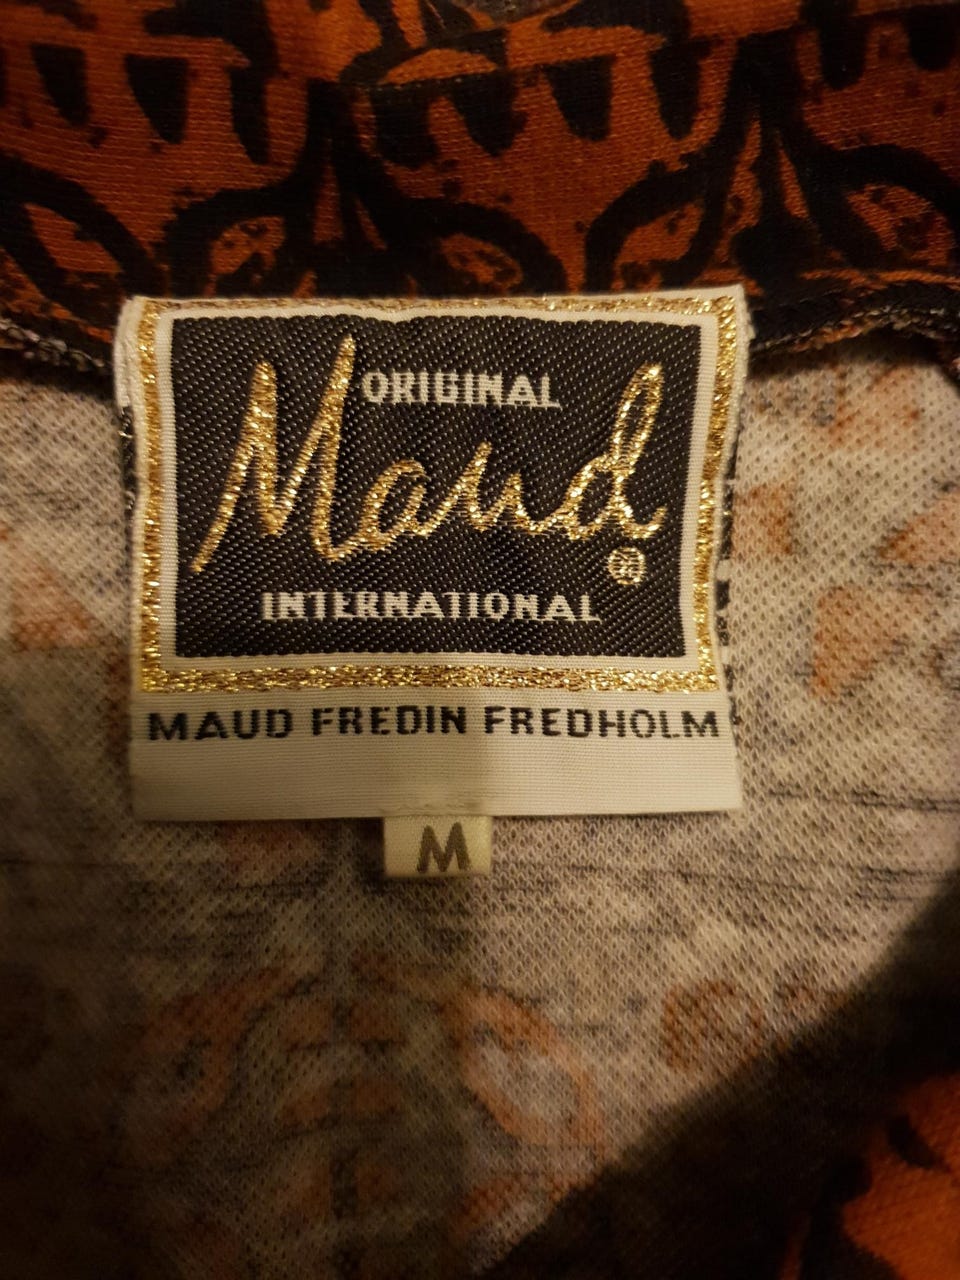 ORIGINAL
Maud
®
INTERNATIONAL
MAUD FREDIN FREDHOLM
M